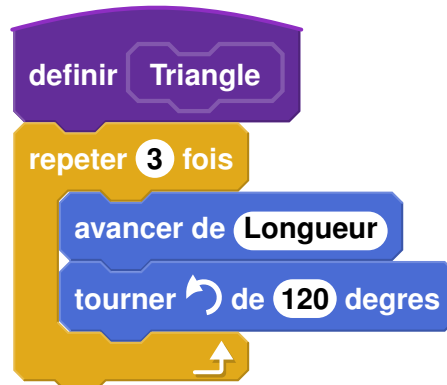 definir Triangle
repeter 3 fois
avancer de Longueur
tourner de 120 degres